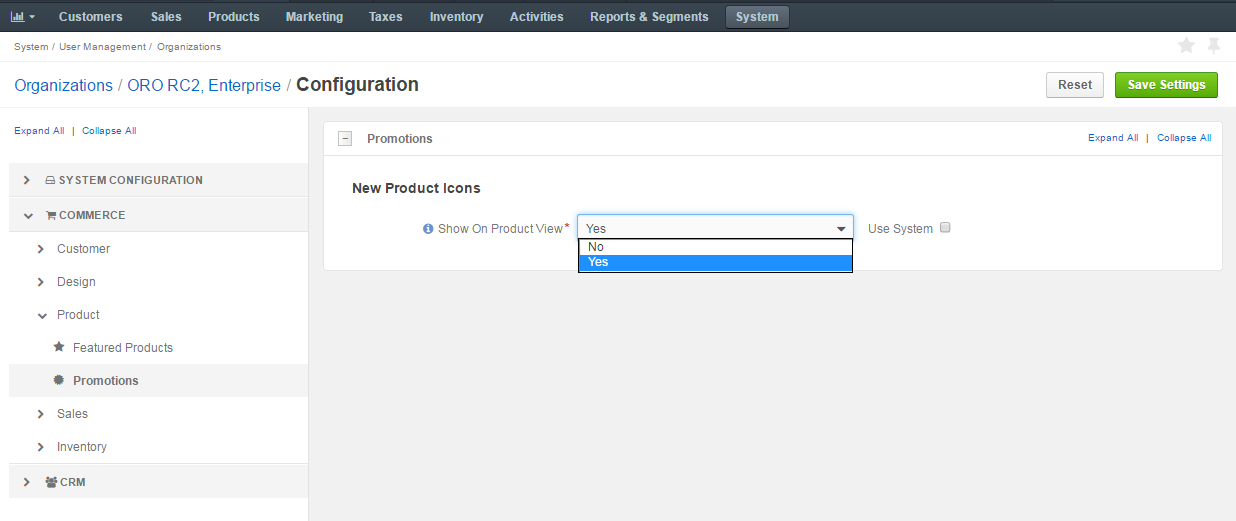 Customers Sales Products Marketing Taxes Inventory Activities Reports & Segments System
System / User Management / Organizations
Organizations / ORO RC2, Enterprise / Configuration Reset Save Settings
Expand All | Collapse All
SYSTEM CONFIGURATION
COMMERCE
Customer
Design
Product
Featured Products
Promotions
Sales
Inventory
CRM
Promotions Expand All | Collapse All
New Product Icons
Show On Product View* Yes Use System
No
Yes